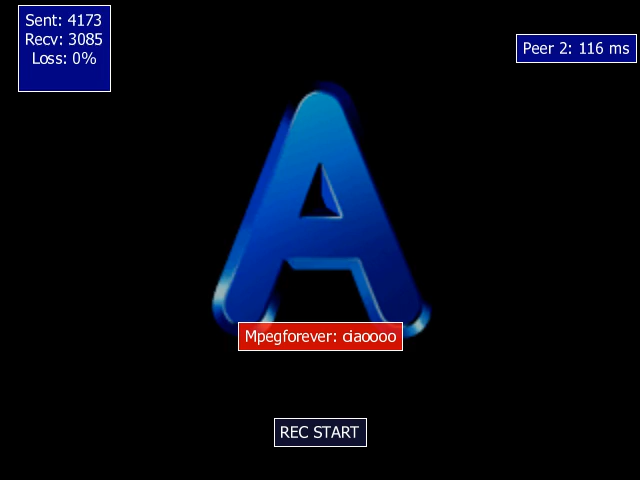 Sent: 4173
Recv: 3085
Loss: 0%
Peer 2: 116 ms
A
Mpegforever: ciaoooo
REC START